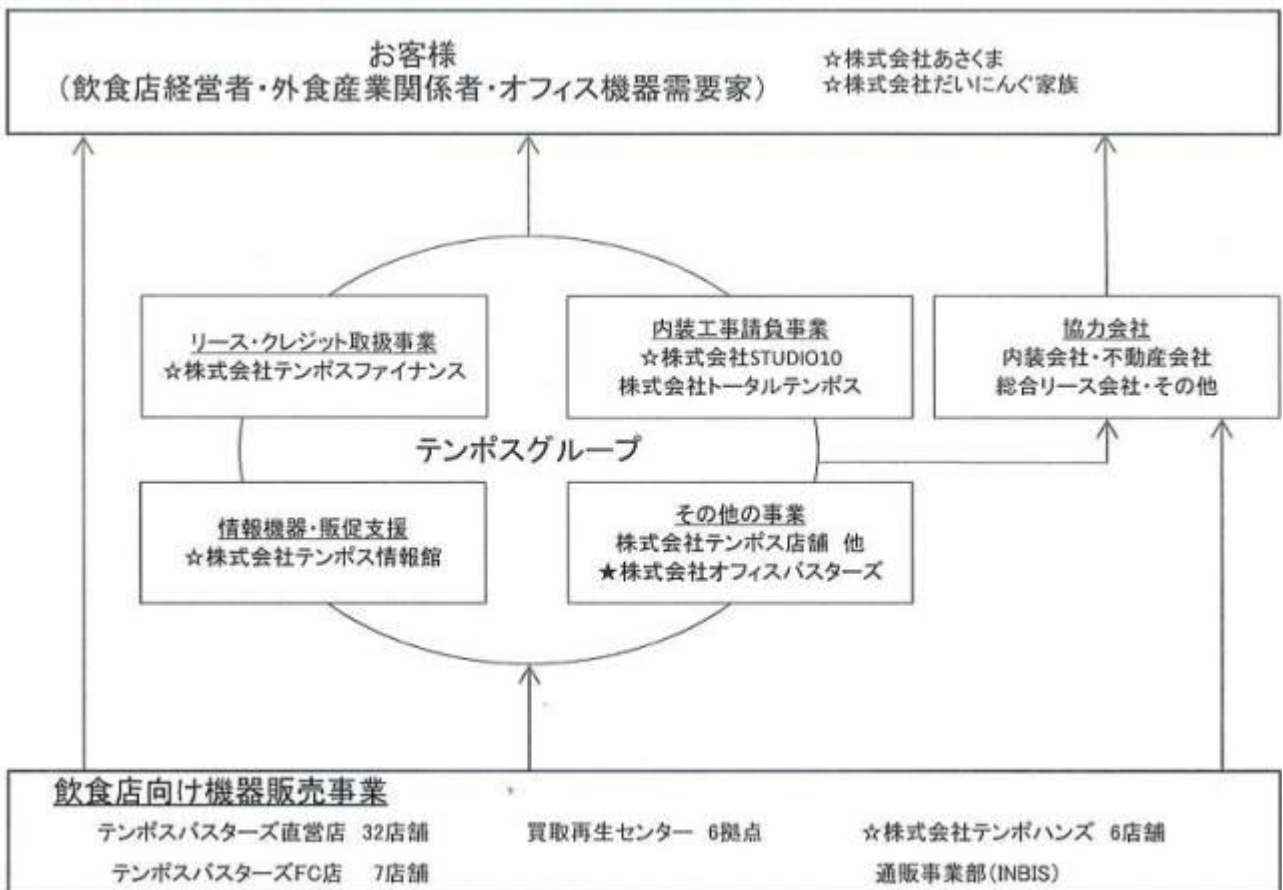 お客様
（飲食店経営者・外食産業関係者・オフィス機器需要家）
☆株式会社あさくま
☆株式会社だいにんぐ家族
リース・クレジット取扱事業
☆株式会社テンポスファイナンス
内装工事請負事業
☆株式会社STUDIO10
株式会社トータルテンポス
協力会社
内装会社・不動産会社
総合リース会社・その他
テンポスグループ
情報機器・販促支援
☆株式会社テンポス情報館
その他の事業
株式会社テンポス店舗 他
★株式会社オフィスバスターズ
飲食店向け機器販売事業
テンポスバスターズ直営店 32店舗 買取再生センター 6拠点 ☆株式会社テンポハンズ 6店舗
テンポスバスターズFC店 7店舗 通販事業部(INBIS)